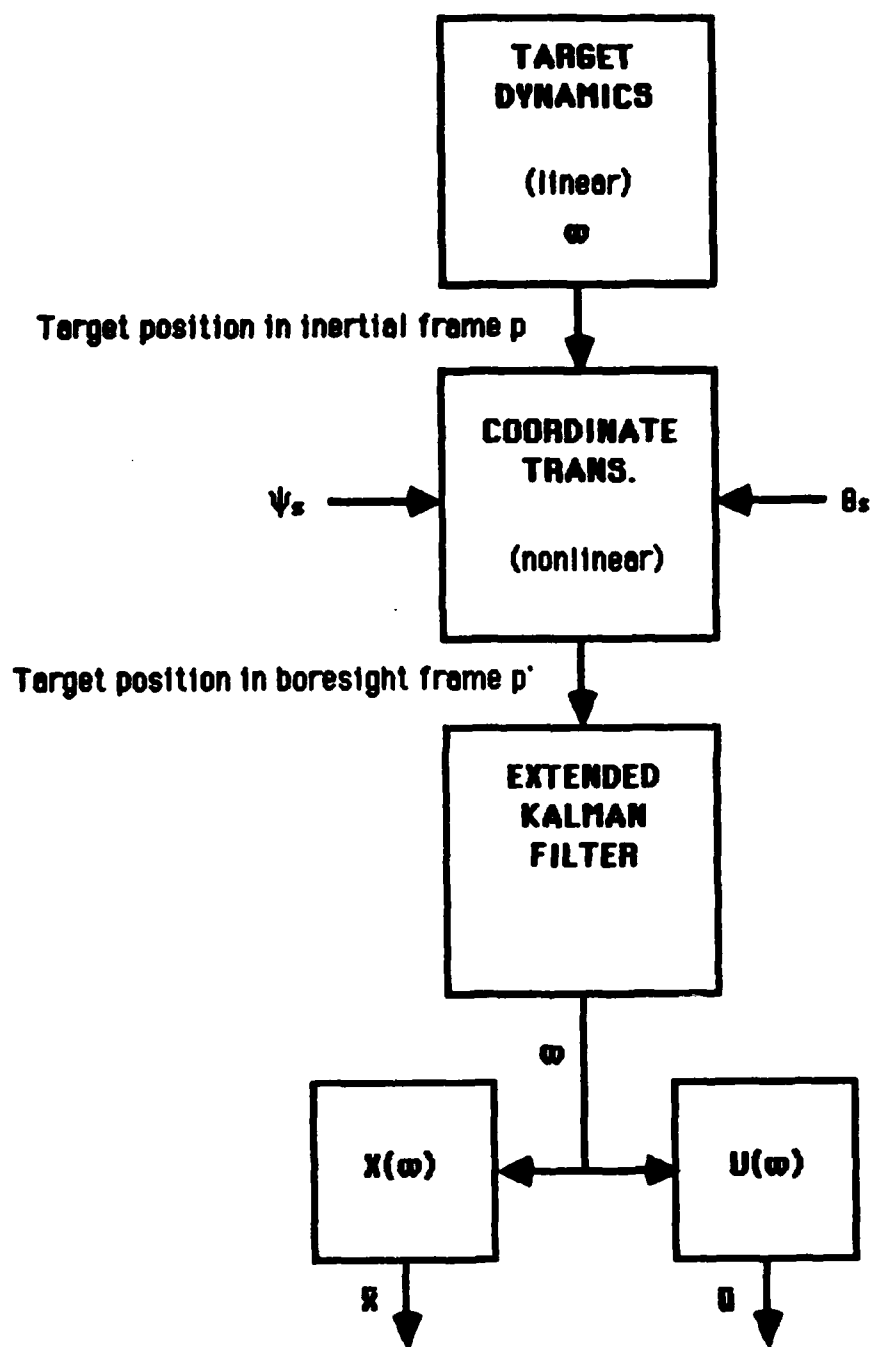 TARGET
DYNAMICS
(linear)
ω
Target position in inertial frame p
COORDINATE
TRANS.
ψs
θs
(nonlinear)
Target position in boresight frame p'
EXTENDED
KALMAN
FILTER
ω
X(ω)
U(ω)